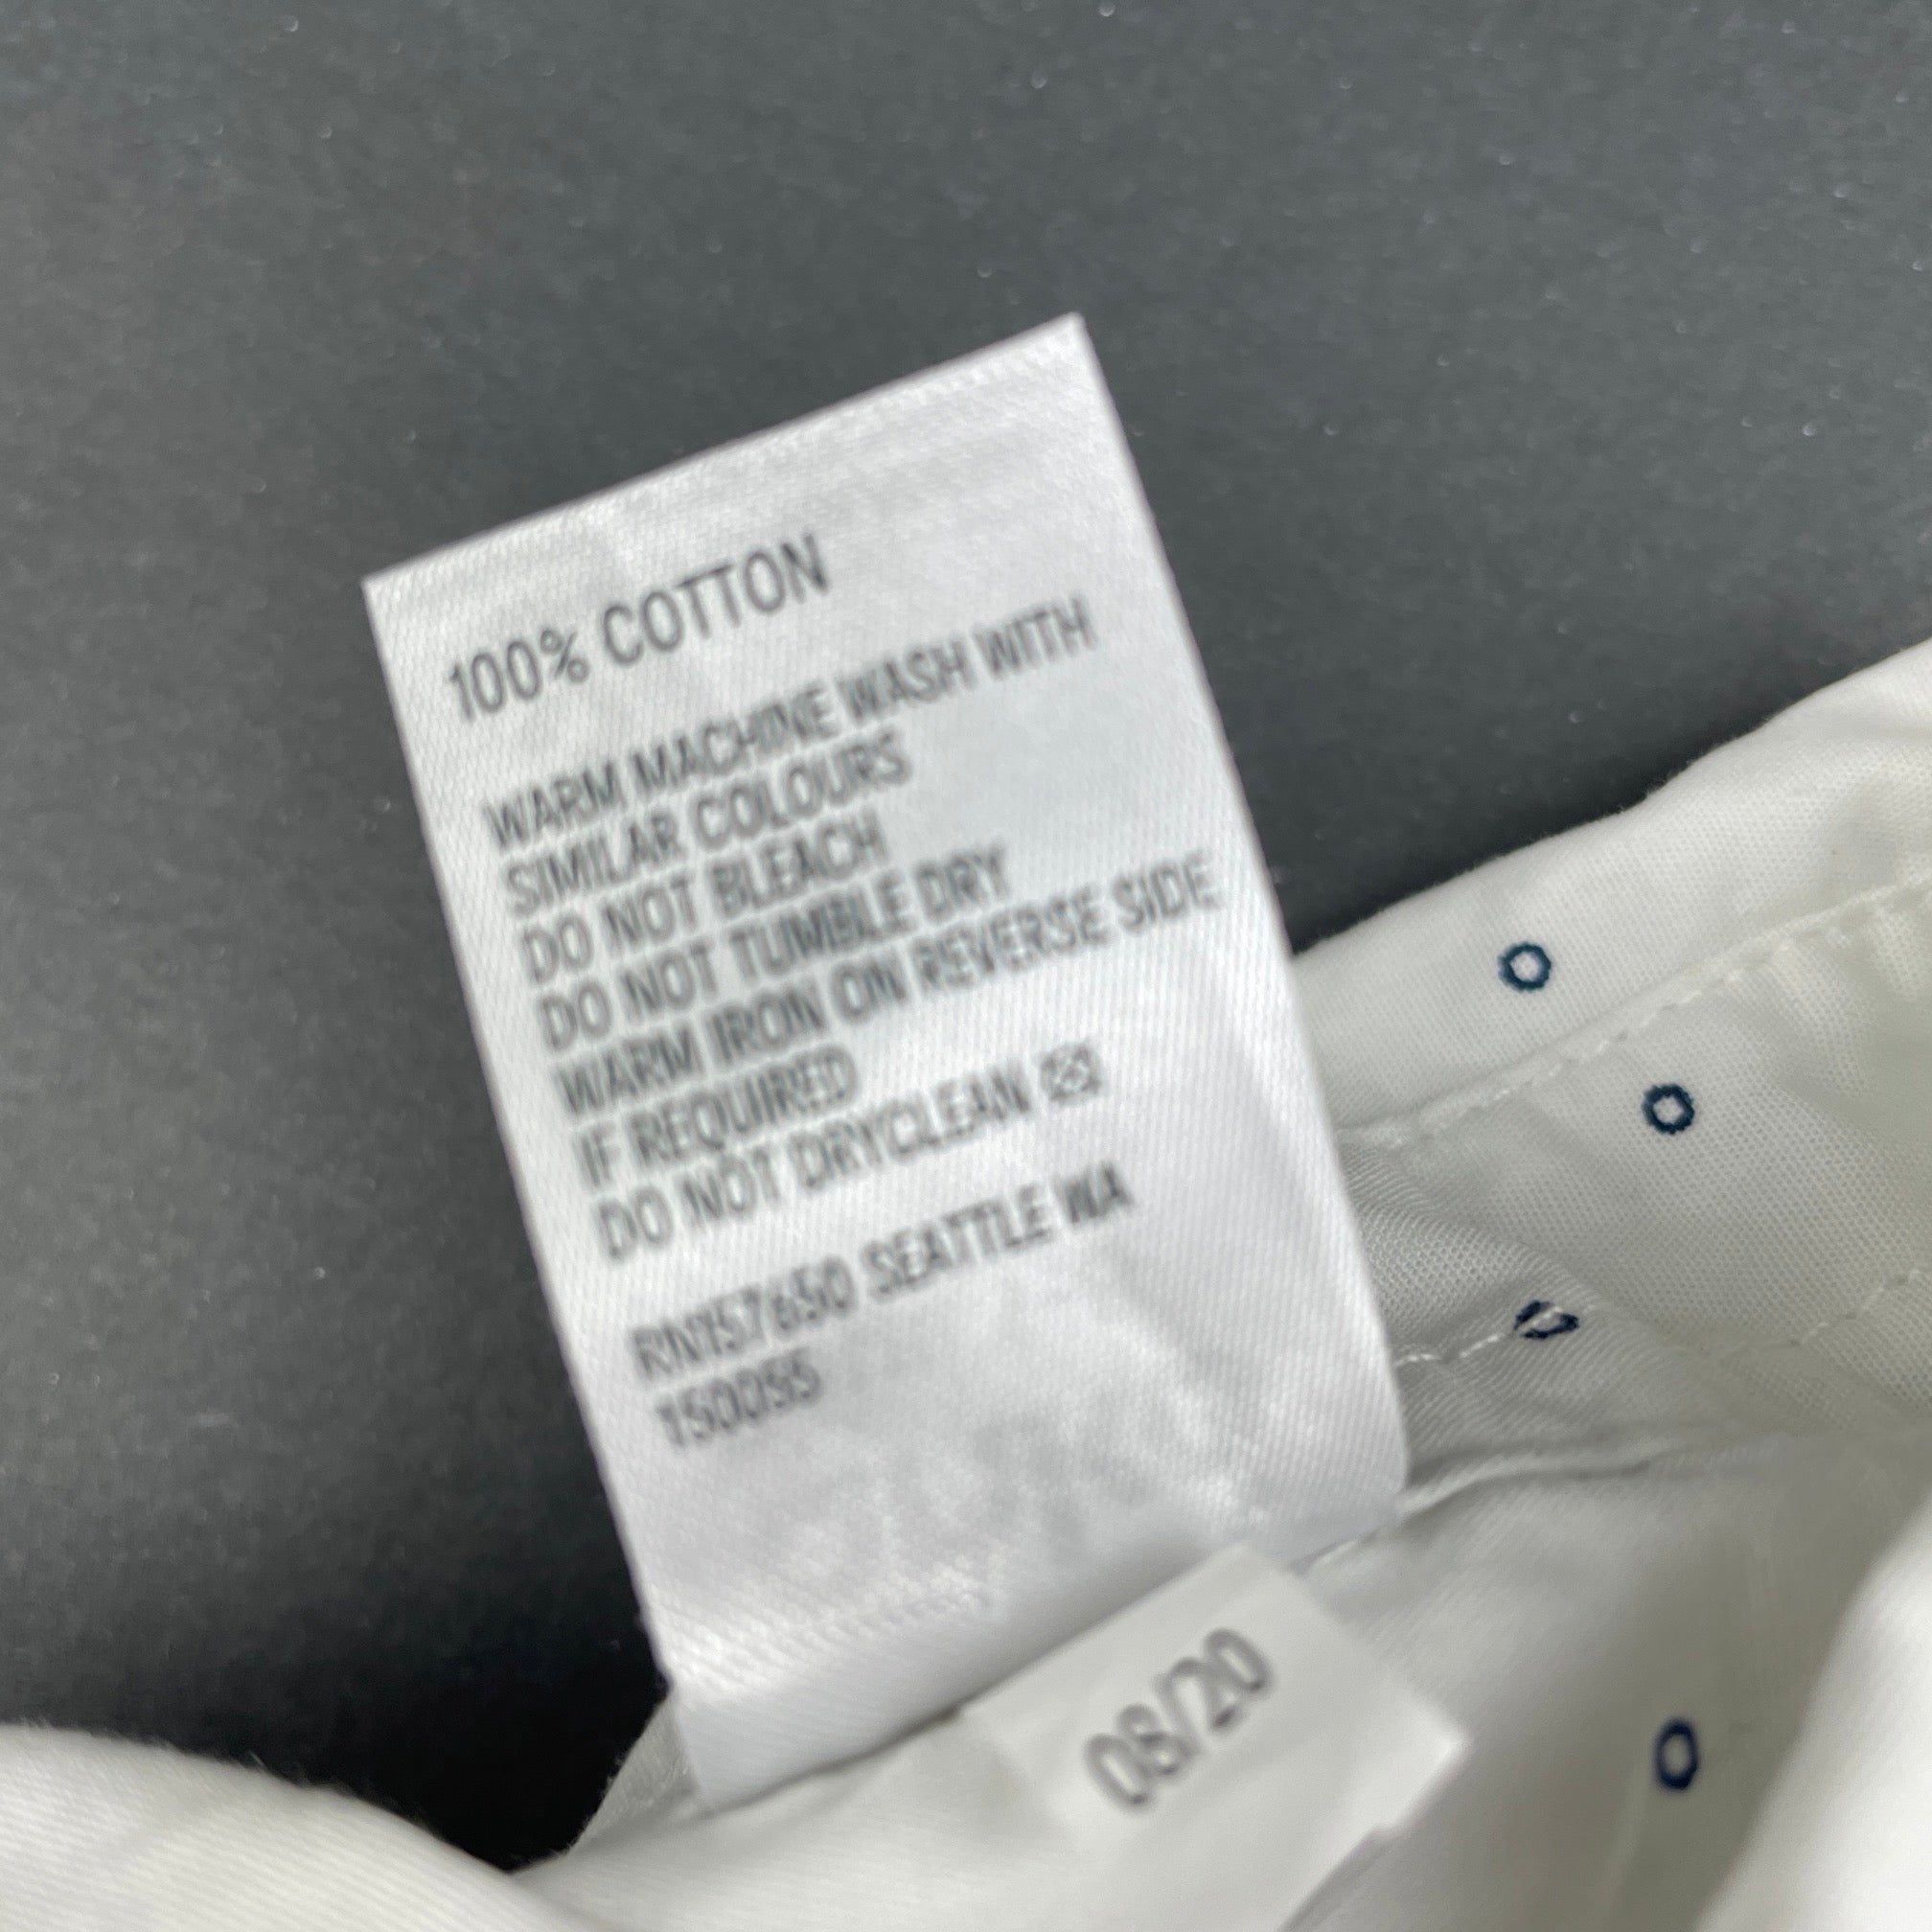 100% COTTON
WARM MACHINE WASH WITH
SIMILAR COLOURS
DO NOT BLEACH
DO NOT TUMBLE DRY
WARM IRON ON REVERSE SIDE
IF REQUIRED
DO NOT DRYCLEAN
RN157650 SEATTLE WA
150095
08/20